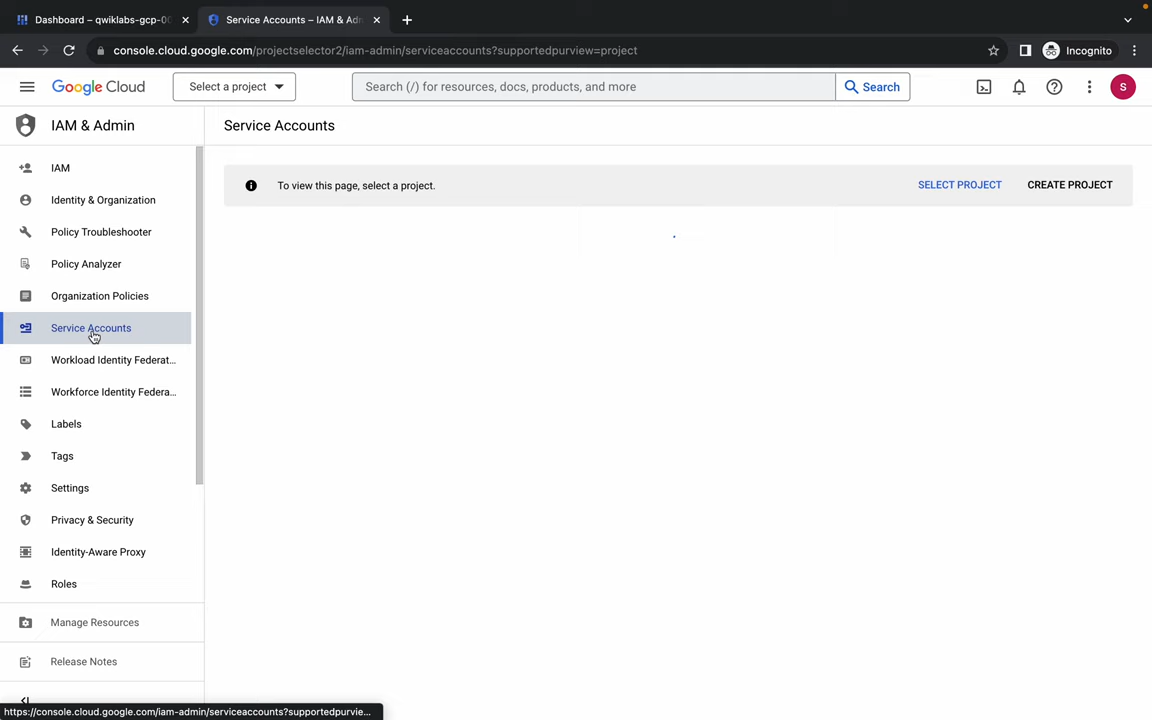 Dashboard – qwiklabs-gcp-00
Service Accounts – IAM & Adm
console.cloud.google.com/projectselector2/iam-admin/serviceaccounts?supportedpurview=project
Incognito
Google Cloud
Select a project
Search (/) for resources, docs, products, and more
Search
S
IAM & Admin
Service Accounts
IAM
Identity & Organization
Policy Troubleshooter
Policy Analyzer
Organization Policies
Service Accounts
Workload Identity Federat...
Workforce Identity Federa...
Labels
Tags
Settings
Privacy & Security
Identity-Aware Proxy
Roles
Manage Resources
Release Notes
To view this page, select a project.
SELECT PROJECT
CREATE PROJECT
https://console.cloud.google.com/iam-admin/serviceaccounts?supportedpurvie...